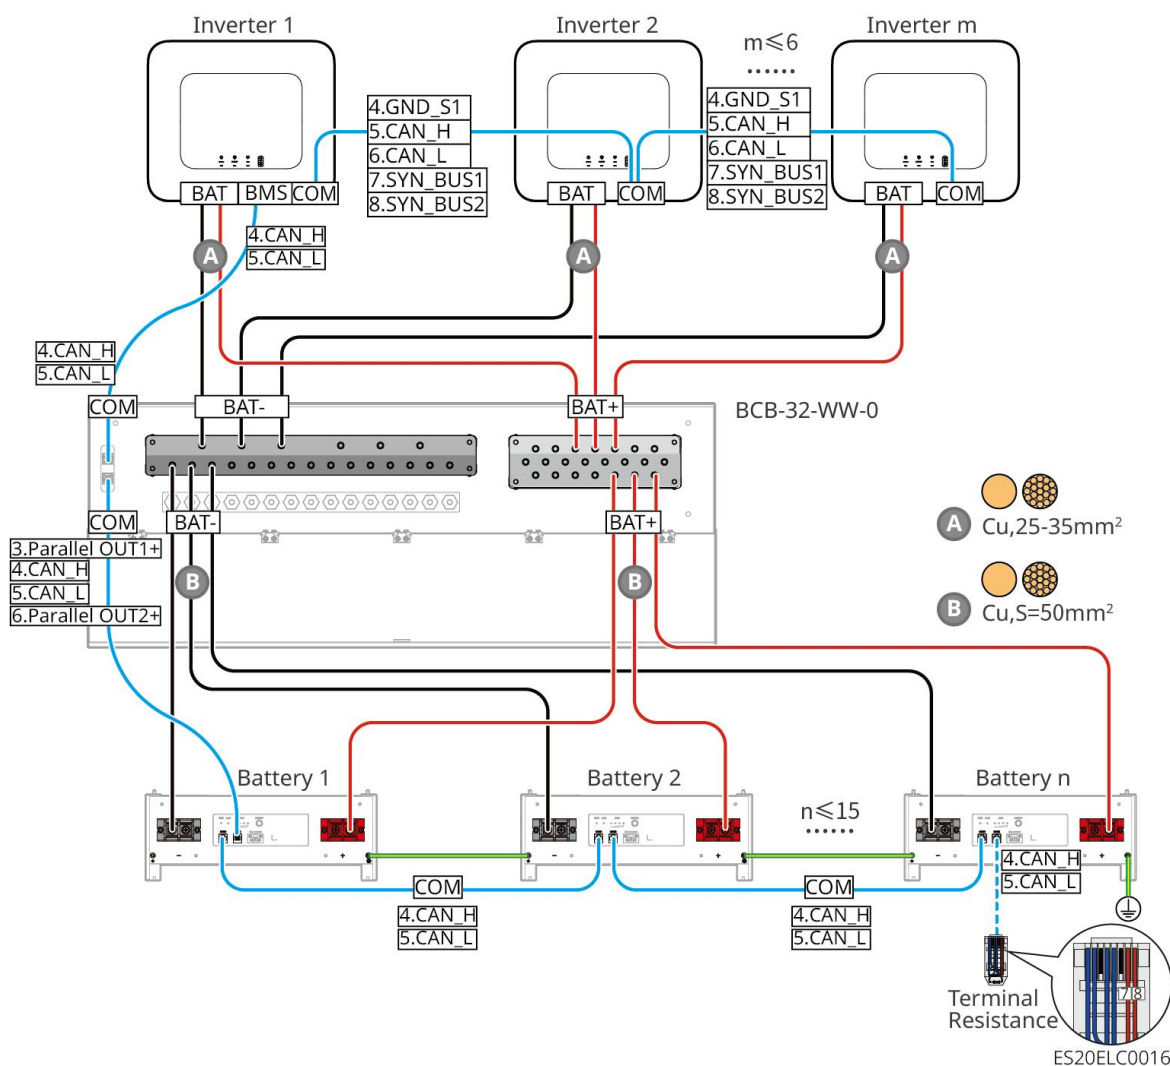 Inverter 1
Inverter 2
Inverter m
m≤6
......
4.GND_S1
5.CAN_H
6.CAN_L
7.SYN_BUS1
8.SYN_BUS2
4.GND_S1
5.CAN_H
6.CAN_L
7.SYN_BUS1
8.SYN_BUS2
BAT
BMS
COM
BAT
COM
BAT
COM
4.CAN_H
5.CAN_L
A
A
A
4.CAN_H
5.CAN_L
COM
BAT-
BAT+
BCB-32-WW-0
COM
BAT-
BAT+
A
Cu,25-35mm²
3.Parallel OUT1+
4.CAN_H
5.CAN_L
6.Parallel OUT2+
B
B
B
Cu,S=50mm²
Battery 1
Battery 2
Battery n
n≤15
......
-
+
-
+
-
+
4.CAN_H
5.CAN_L
COM
4.CAN_H
5.CAN_L
COM
4.CAN_H
5.CAN_L
7 8
Terminal
Resistance
ES20ELC0016